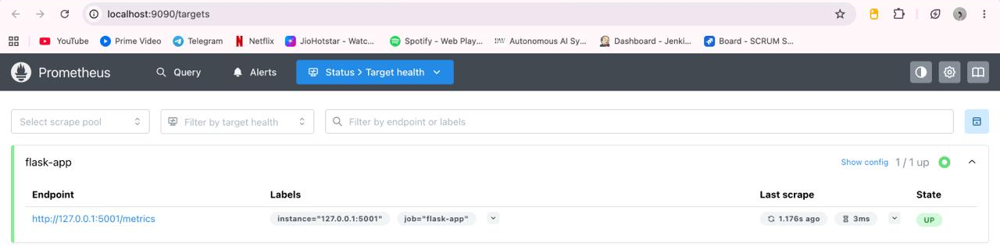 localhost:9090/targets
YouTube Prime Video Telegram Netflix JioHotstar - Watc... Spotify - Web Play... Autonomous AI Sy... Dashboard - Jenki... Board - SCRUM S...
Prometheus Query Alerts Status > Target health
Select scrape pool Filter by target health Filter by endpoint or labels
flask-app Show config 1 / 1 up
Endpoint Labels Last scrape State
http://127.0.0.1:5001/metrics instance="127.0.0.1:5001" job="flask-app" 1.176s ago 3ms UP